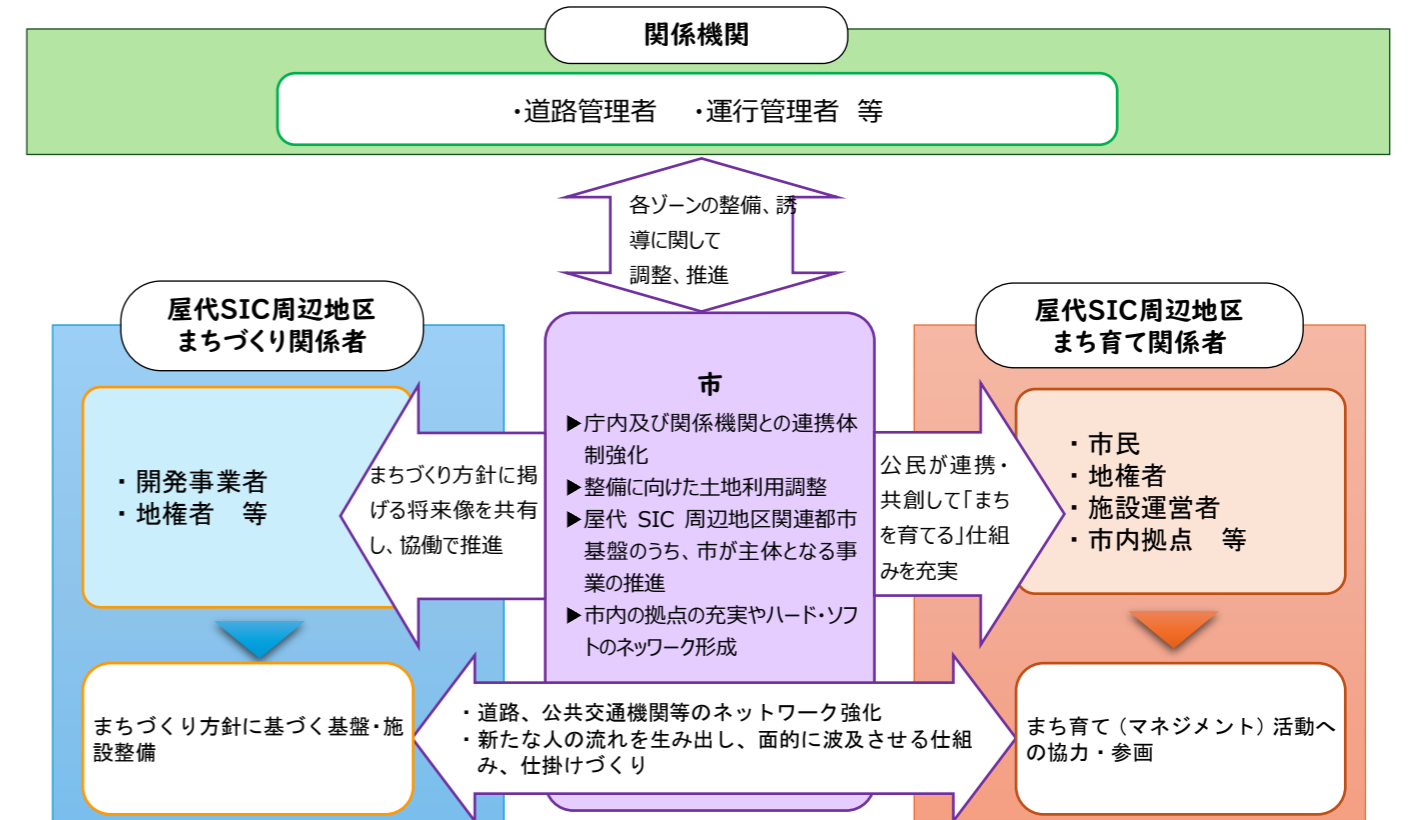 関係機関
・道路管理者　・運行管理者 等
各ゾーンの整備、誘
導に関して
調整、推進
屋代SIC周辺地区
まちづくり関係者
・開発事業者
・地権者　等
まちづくり方針に基づく基盤・施
設整備
まちづくり方針に掲
げる将来像を共有
し、協働で推進
市
▶庁内及び関係機関との連携体
制強化
▶整備に向けた土地利用調整
▶屋代 SIC 周辺地区関連都市
基盤のうち、市が主体となる事
業の推進
▶市内の拠点の充実やハード・ソフ
トのネッワーク形成
公民が連携・
共創して「まち
を育てる」仕組
みを充実
・道路、公共交通機関等のネットワーク強化
・新たな人の流れを生み出し、面的に波及させる仕組
み、仕掛けづくり
屋代SIC周辺地区
まち育て関係者
・市民
・地権者
・施設運営者
・市内拠点　等
まち育て（マネジメント）活動へ
の協力・参画